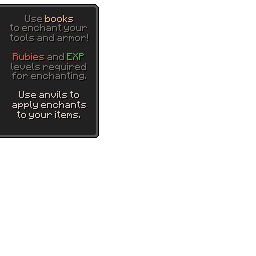 Use books
to enchant your
tools and armor!
Rubies and EXP
levels required
for enchanting.
Use anvils to
apply enchants
to your items.